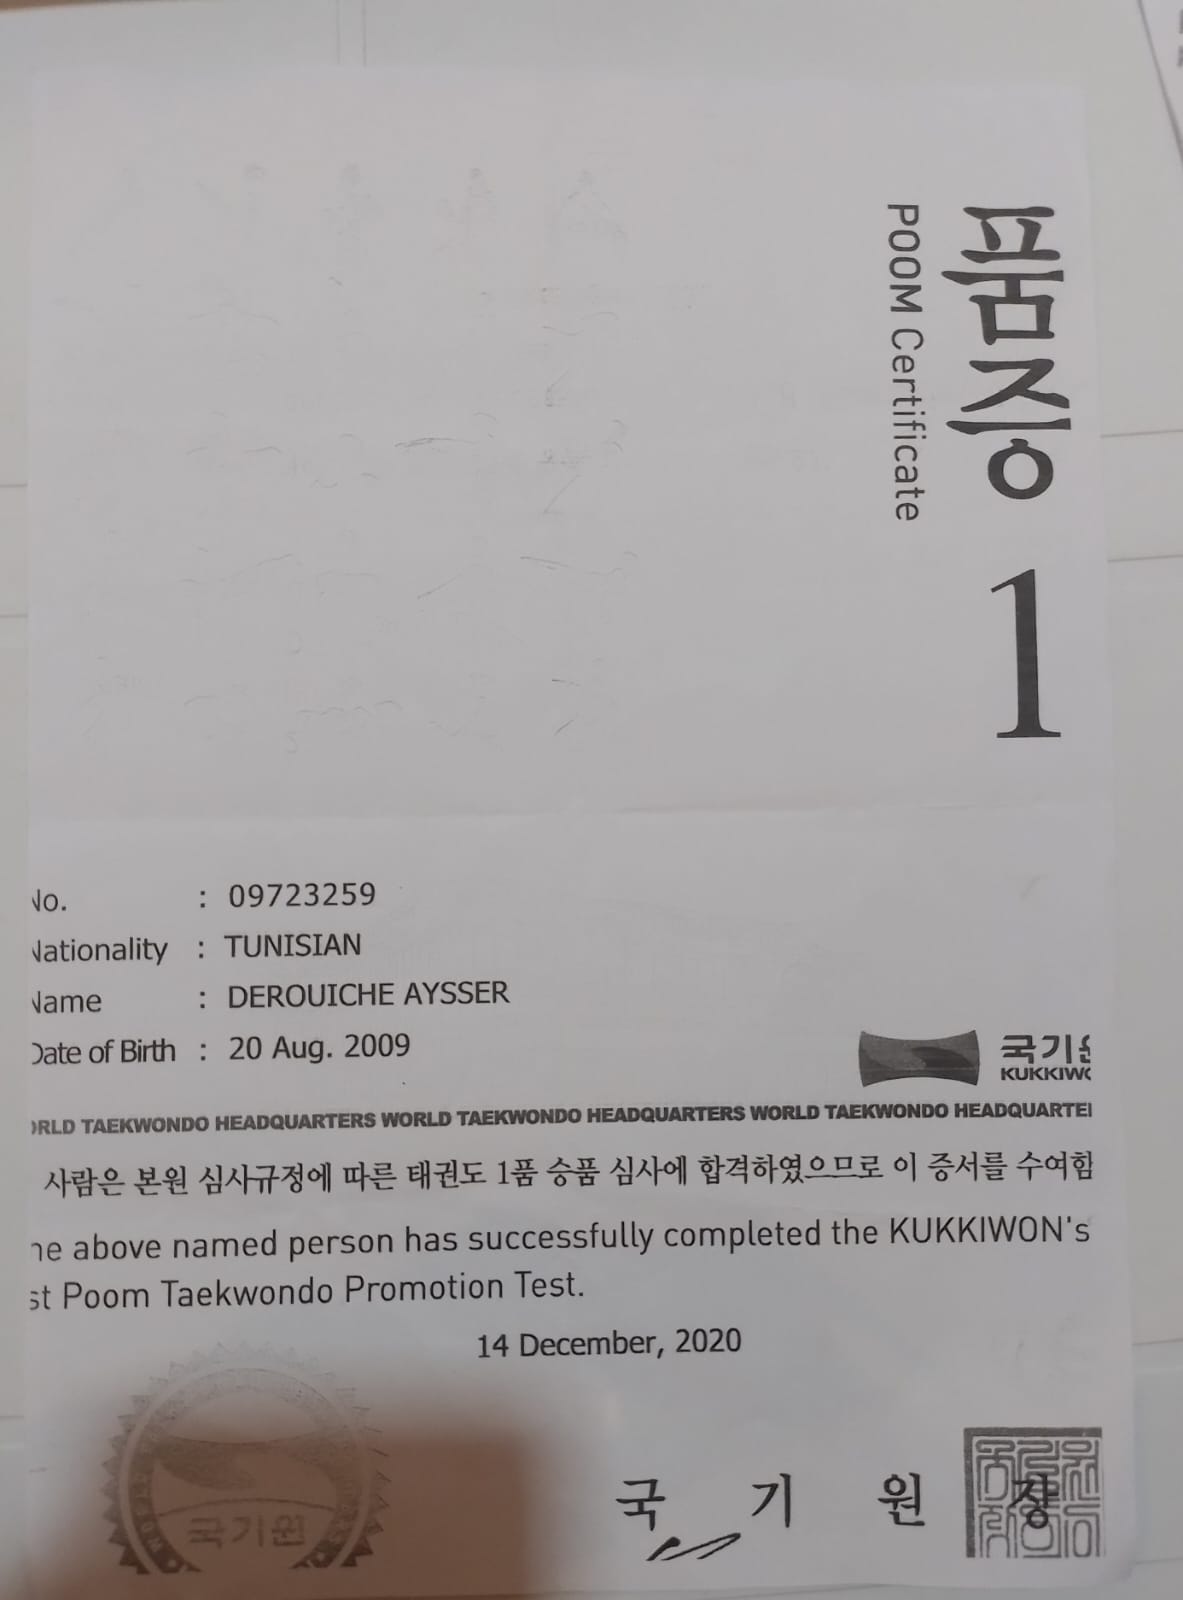 품증
POOM Certificate
1
No. : 09723259
Nationality : TUNISIAN
Name : DEROUICHE AYSSER
Date of Birth : 20 Aug. 2009
국기원
KUKKIWO
ORLD TAEKWONDO HEADQUARTERS WORLD TAEKWONDO HEADQUARTERS WORLD TAEKWONDO HEADQUARTER
사람은 본원 심사규정에 따른 태권도 1품 승품 심사에 합격하였으므로 이 증서를 수여함
he above named person has successfully completed the KUKKIWON's
st Poom Taekwondo Promotion Test.
14 December, 2020
국기원
국 기 원 장